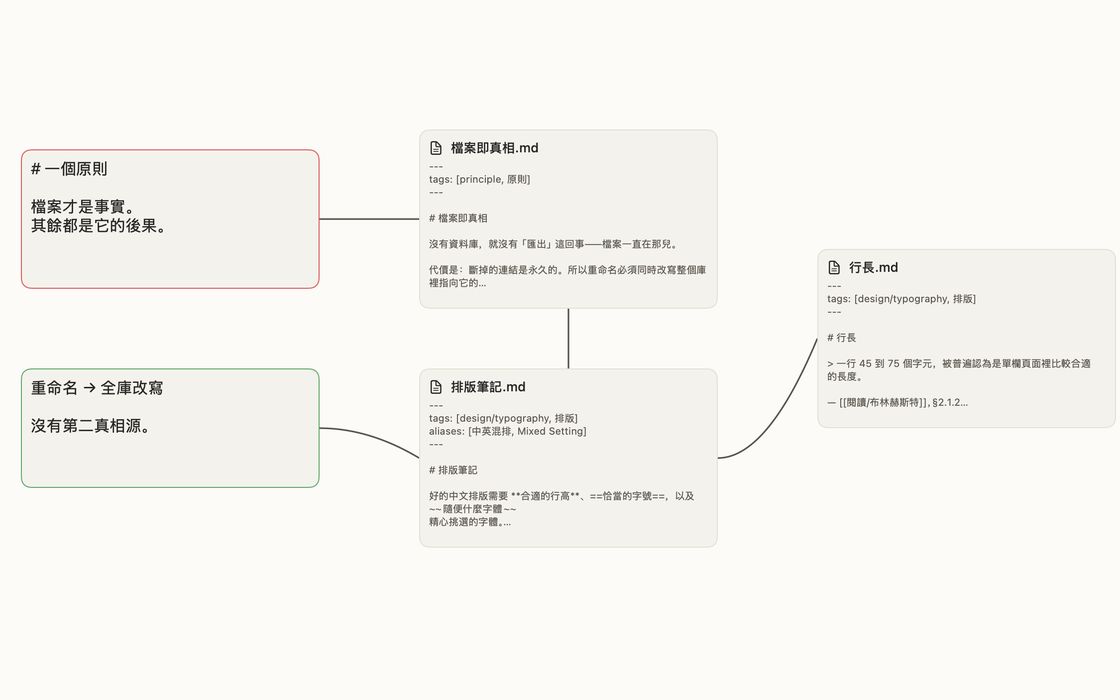 # 一個原則
檔案才是事實。
其餘都是它的後果。
檔案即真相.md
---
tags: [principle, 原則]
---
# 檔案即真相
沒有資料庫，就沒有「匯出」這回事——檔案一直在那兒。
代價是：斷掉的連結是永久的。所以重命名必須同時改寫整個庫
裡指向它的…
重命名 → 全庫改寫
沒有第二真相源。
排版筆記.md
---
tags: [design/typography, 排版]
aliases: [中英混排, Mixed Setting]
---
# 排版筆記
好的中文排版需要 **合適的行高**、==恰當的字號==，以及
~~隨便什麼字體~~
精心挑選的字體。…
行長.md
---
tags: [design/typography, 排版]
---
# 行長
> 一行 45 到 75 個字元，被普遍認為是單欄頁面裡比較合適
的長度。
— [[閱讀/布林赫斯特]]，§2.1.2…